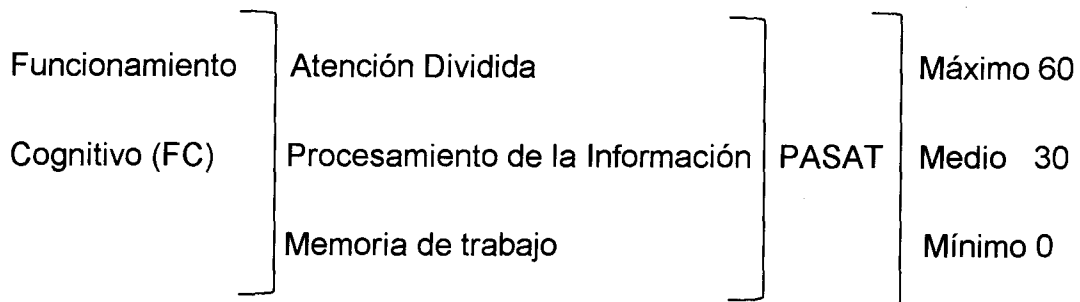 Funcionamiento Atención Dividida Máximo 60
Cognitivo (FC) Procesamiento de la Información PASAT Medio 30
Memoria de trabajo Mínimo 0